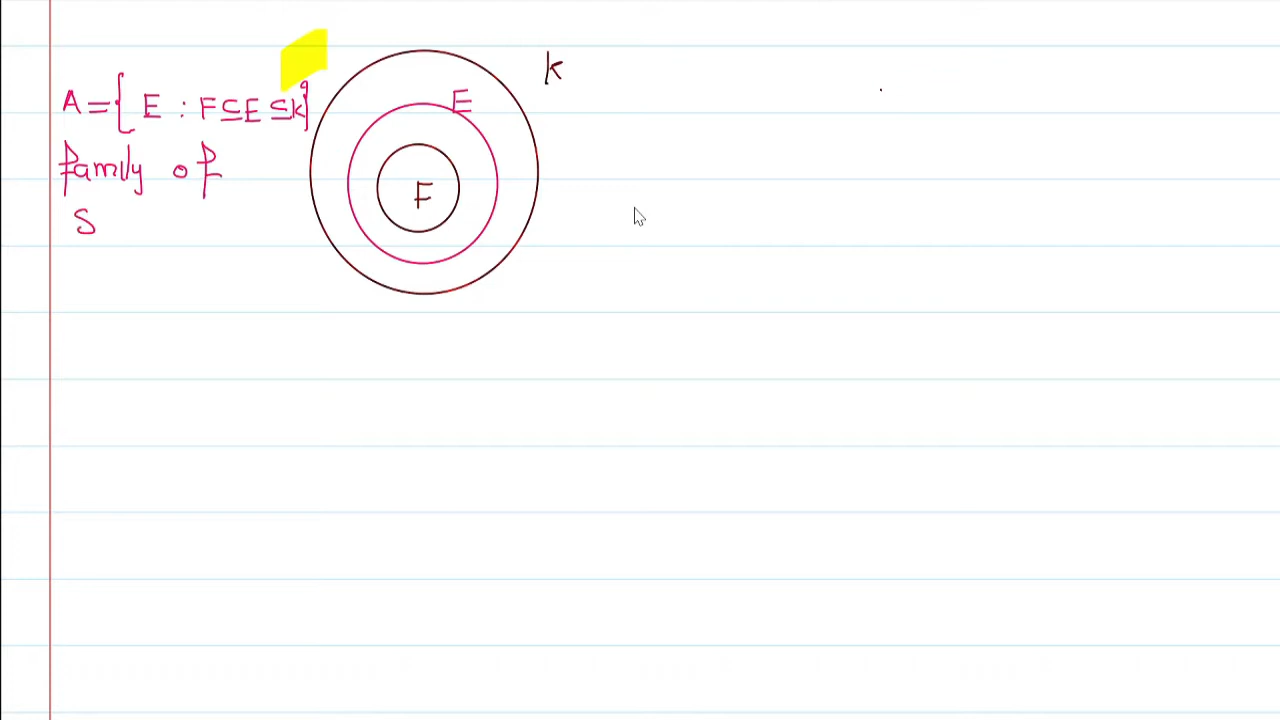 A = { E : F ⊆ E ⊆ K }
family of
S
K
E
F